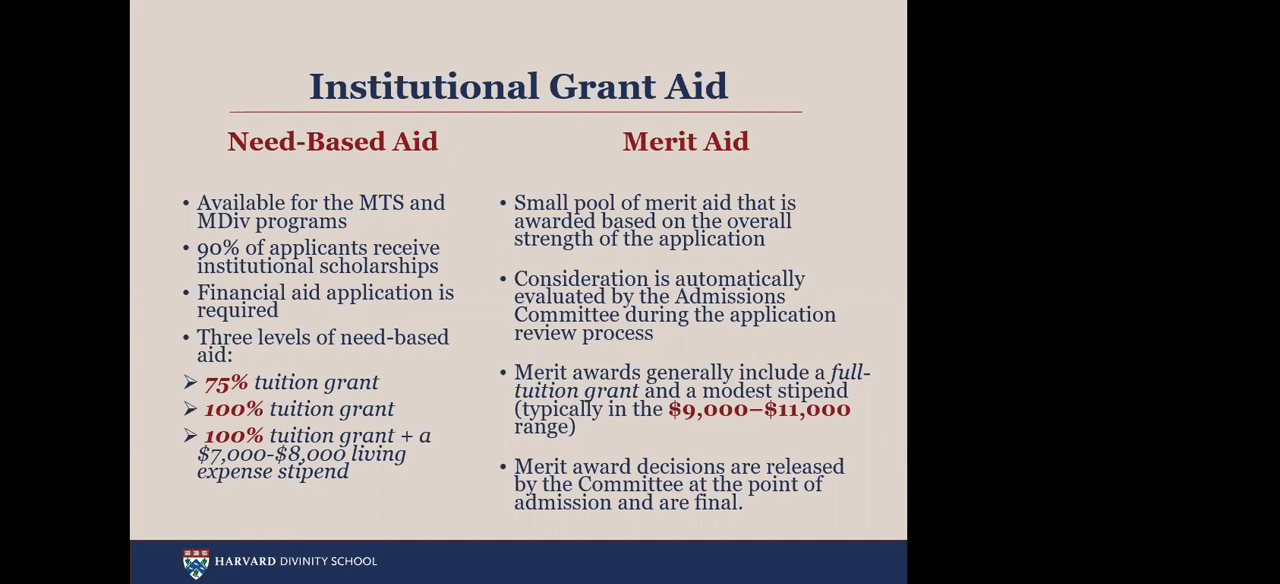 Institutional Grant Aid
Need-Based Aid
• Available for the MTS and
MDiv programs
• 90% of applicants receive
institutional scholarships
• Financial aid application is
required
• Three levels of need-based
aid:
➢ 75% tuition grant
➢ 100% tuition grant
➢ 100% tuition grant + a
$7,000-$8,000 living
expense stipend
Merit Aid
• Small pool of merit aid that is
awarded based on the overall
strength of the application
• Consideration is automatically
evaluated by the Admissions
Committee during the application
review process
• Merit awards generally include a full-
tuition grant and a modest stipend
(typically in the $9,000–$11,000
range)
• Merit award decisions are released
by the Committee at the point of
admission and are final.
HARVARD DIVINITY SCHOOL